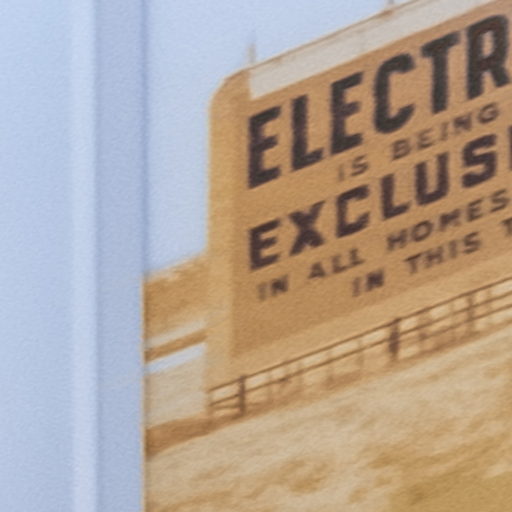 ELECTR
IS BEING
EXCLUS
IN ALL HOMES
IN THIS T